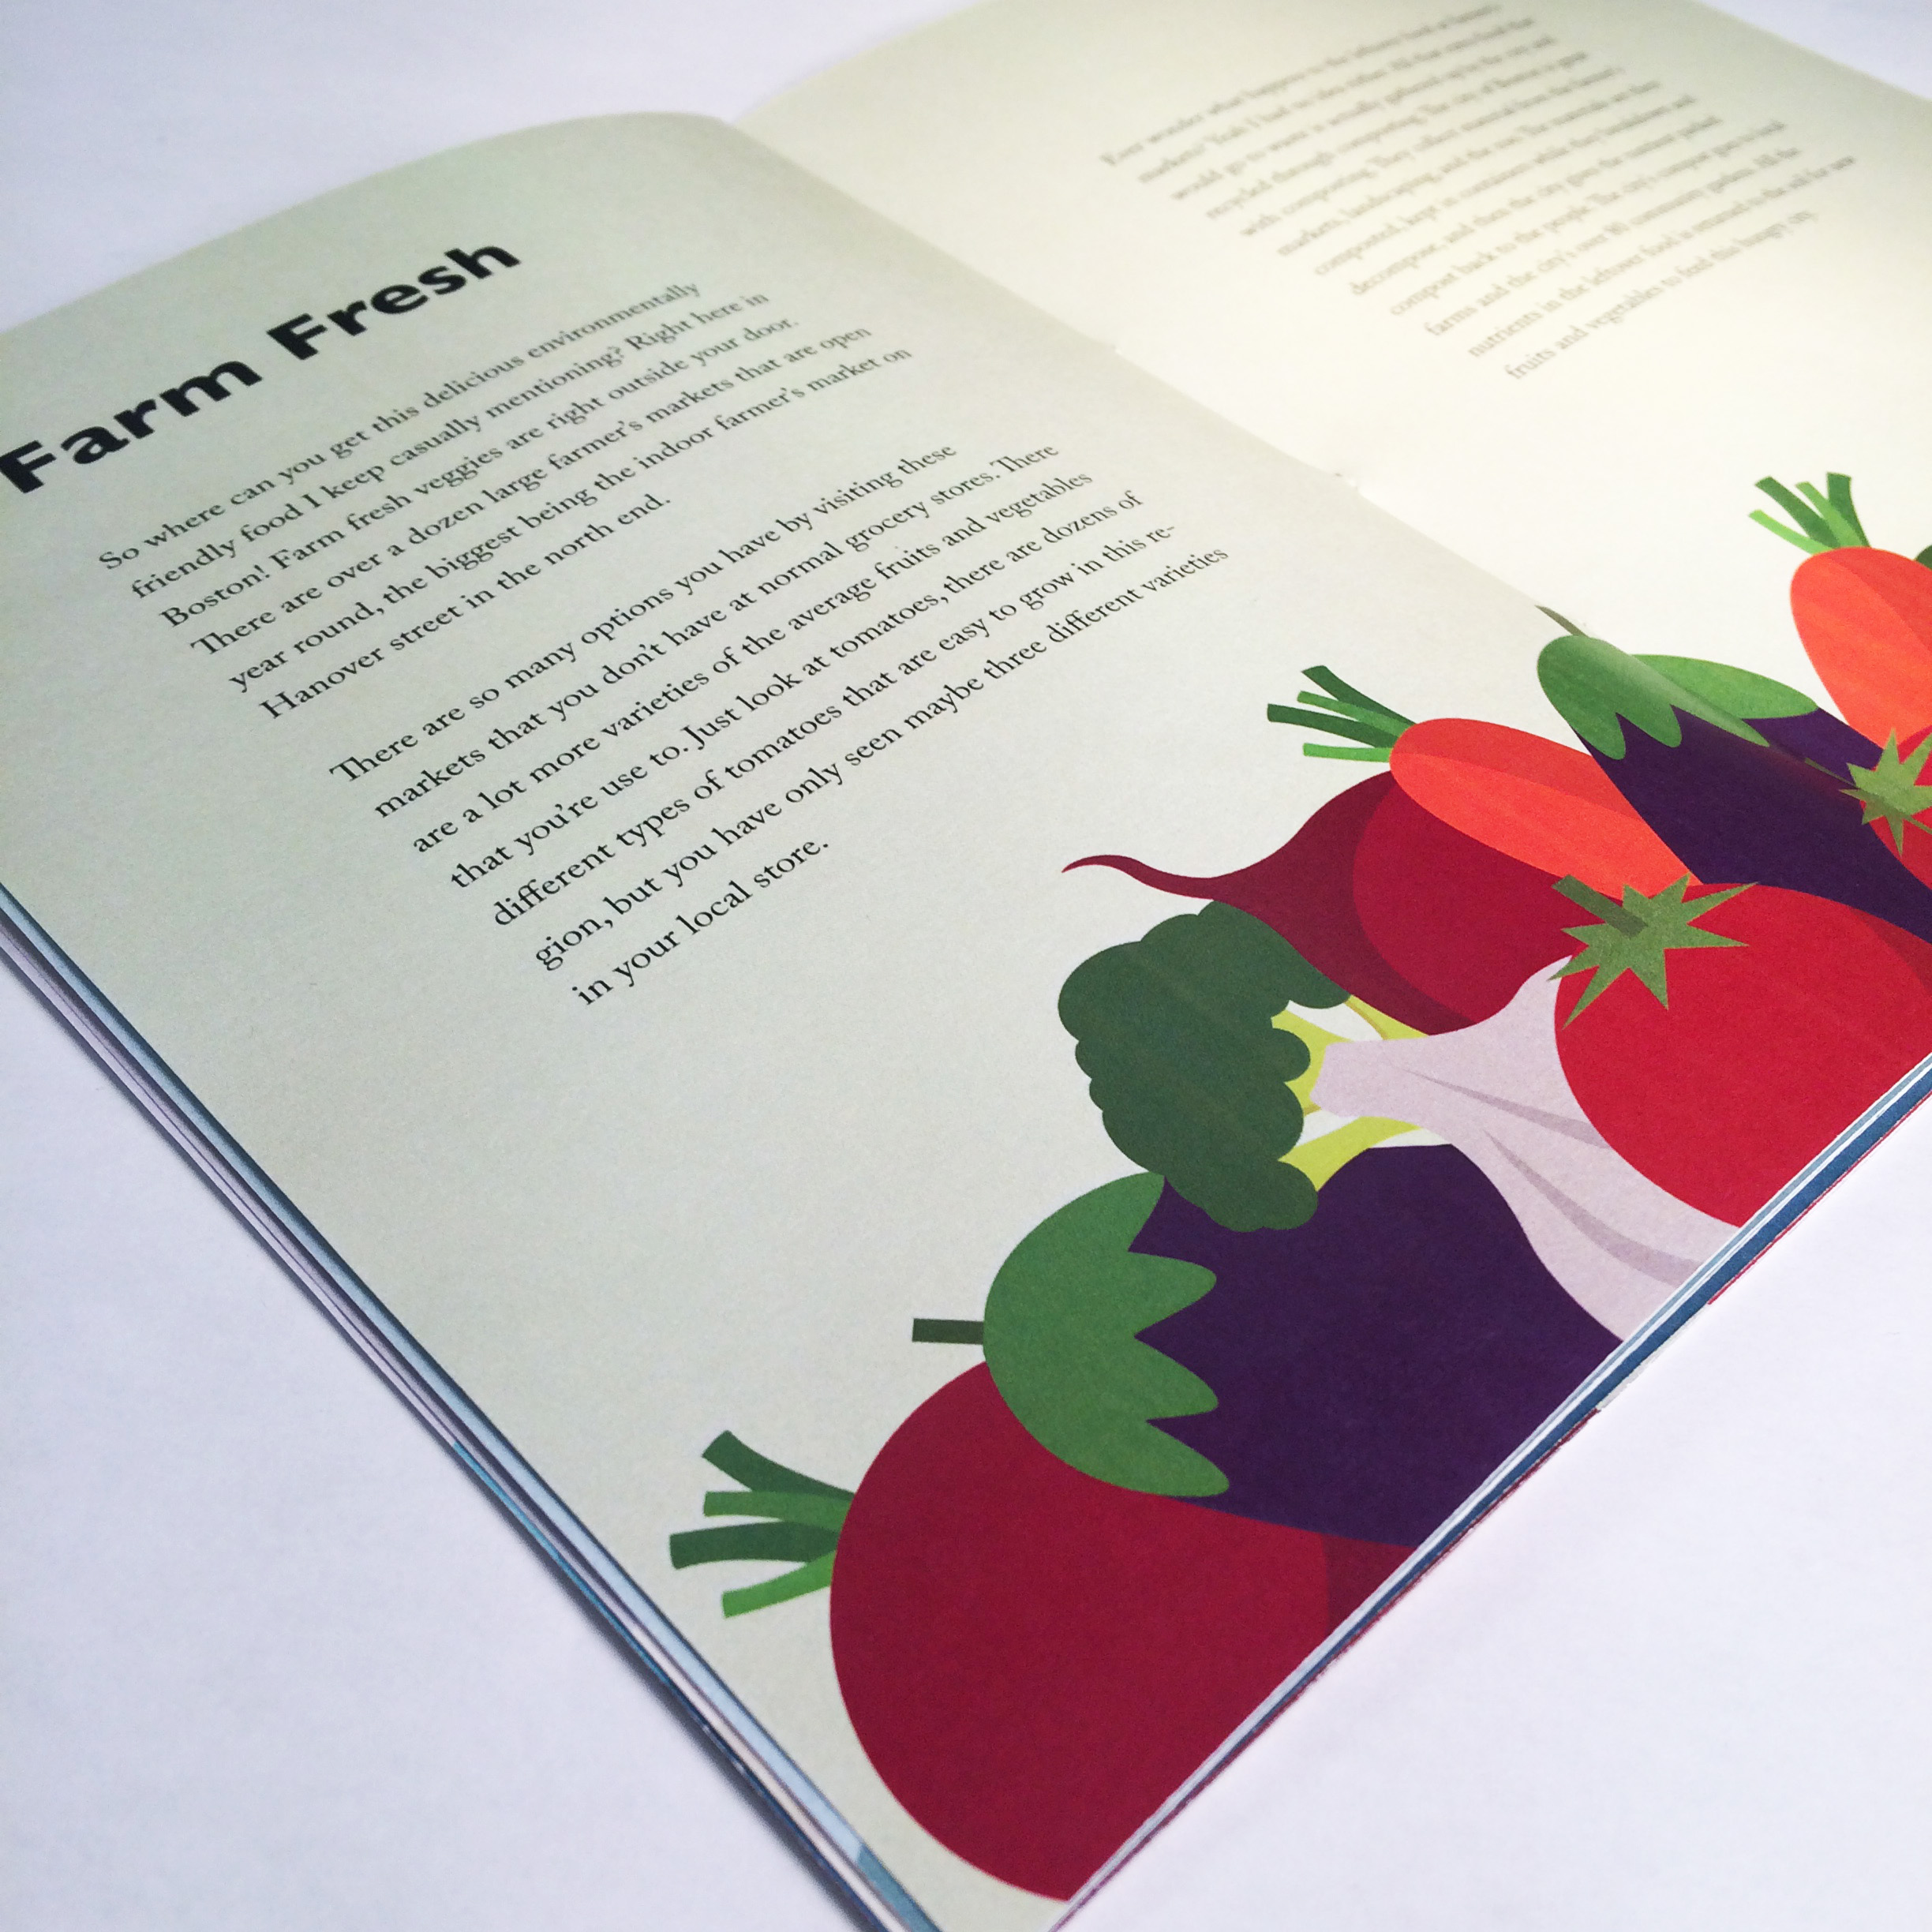 Farm Fresh
So where can you get this delicious environmentally
friendly food I keep casually mentioning? Right here in
Boston! Farm fresh veggies are right outside your door.
There are over a dozen large farmer's markets that are open
year round, the biggest being the indoor farmer's market on
Hanover street in the north end.
There are so many options you have by visiting these
markets that you don't have at normal grocery stores. There
are a lot more varieties of the average fruits and vegetables
that you're use to. Just look at tomatoes, there are dozens of
different types of tomatoes that are easy to grow in this re-
gion, but you have only seen maybe three different varieties
in your local store.
Ever wonder what happens to the leftover food at
markets? Yeah I had no idea either. All that extra food that
would go to waste is actually gathered up by the city and
recycled through composting. The city of Boston is
with composting. They collect material from the
markets, landscaping, and the zoo. The materials are then
composted, kept in containers while they breakdown and
decompose, and then the city gives the nutrient packed
compost back to the people. The city's compost goes to local
farms and the city's over 80 community gardens. All the
nutrients in the leftover food is returned to the soil for new
fruits and vegetables to feed this hungry city.